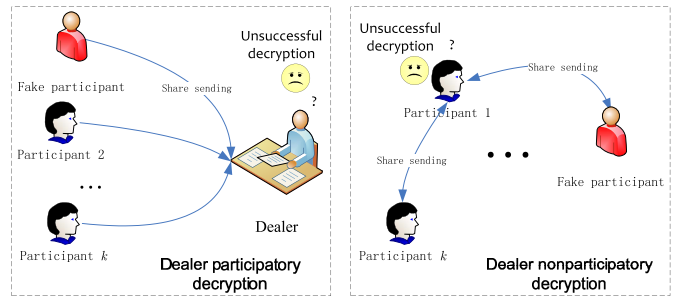 Unsuccessful
decryption
?
Share sending
Fake participant
Participant 2
...
Participant k
Dealer
Dealer participatory
decryption
Unsuccessful
decryption
?
Share sending
Participant 1
Share sending
• • •
Fake participant
Participant k
Dealer nonparticipatory
decryption